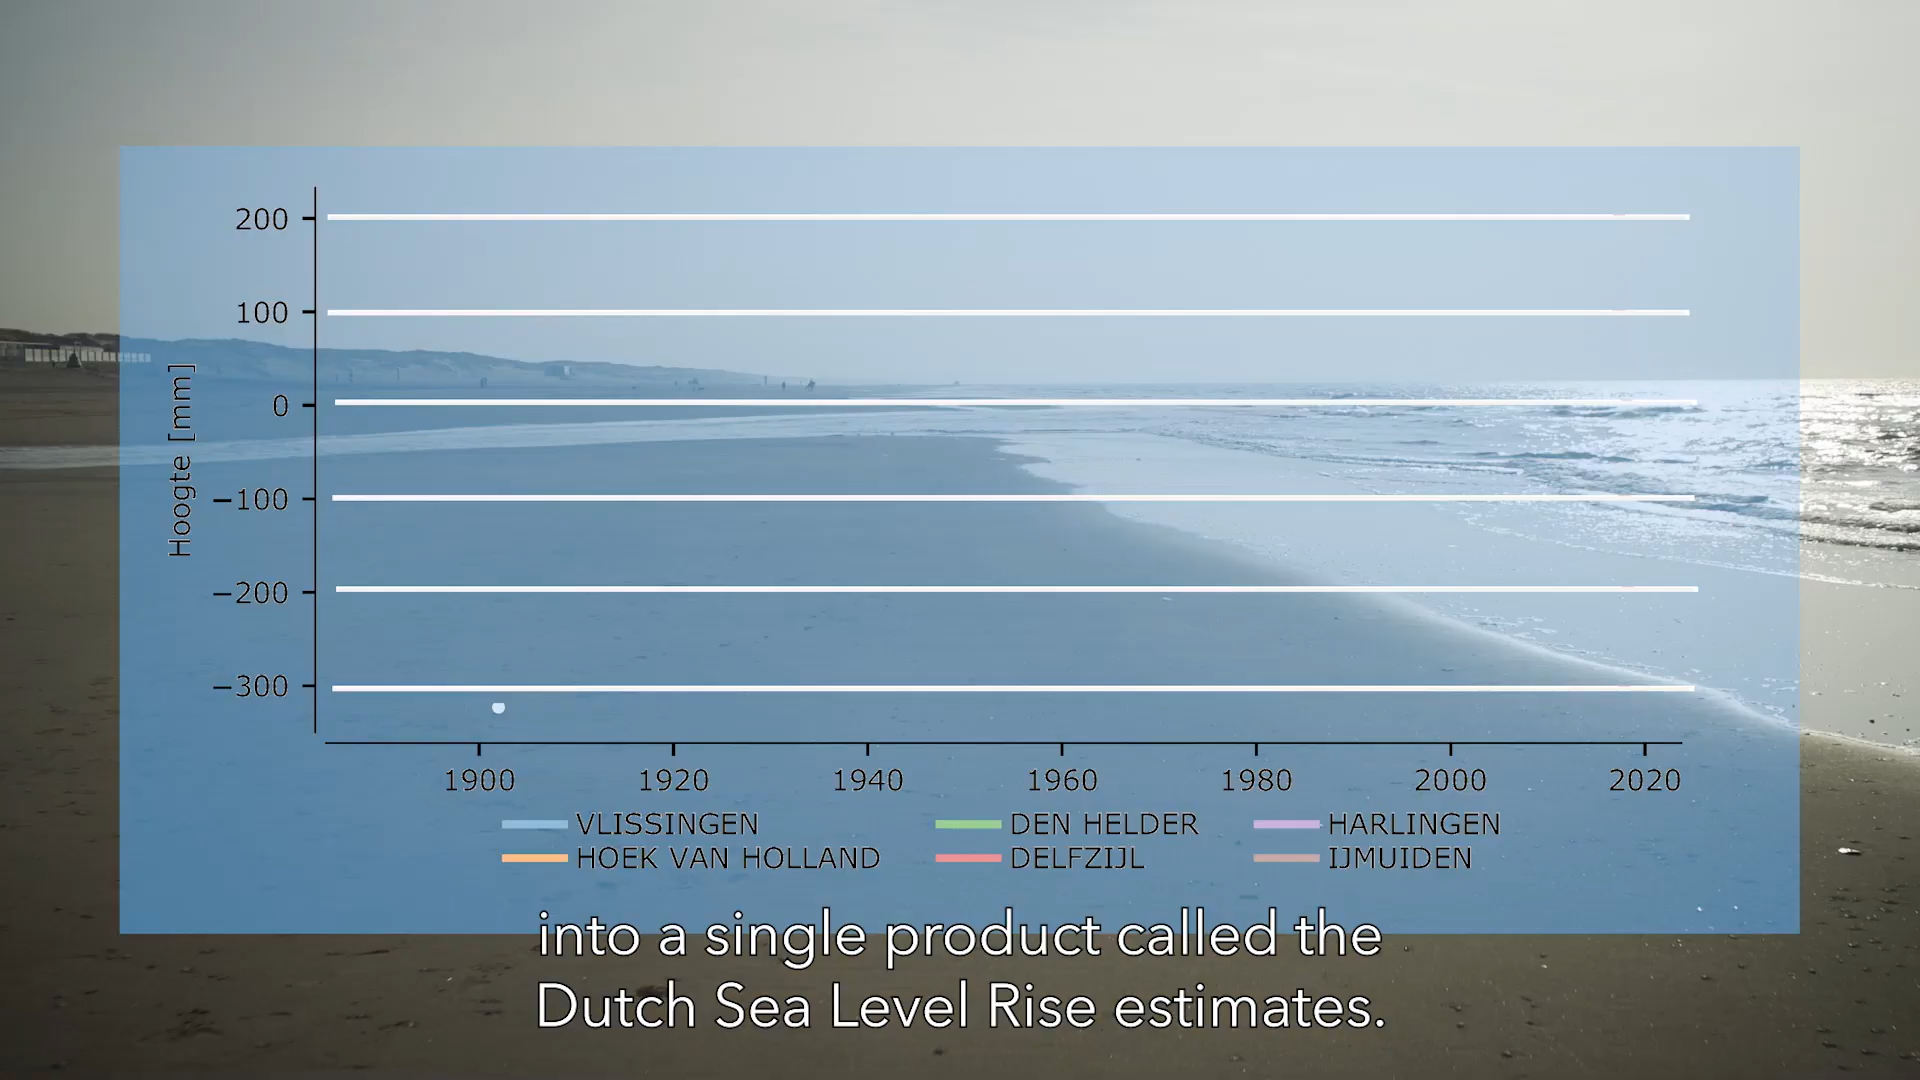 200
100
0
−100
−200
−300
Hoogte [mm]
1900 1920 1940 1960 1980 2000 2020
VLISSINGEN DEN HELDER HARLINGEN
HOEK VAN HOLLAND DELFZIJL IJMUIDEN
into a single product called the
Dutch Sea Level Rise estimates.